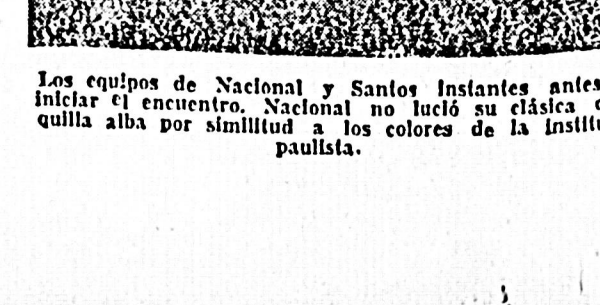 Los equipos de Nacional y Santos instantes antes
iniciar el encuentro. Nacional no lució su clásica
quilla alba por similitud a los colores de la institu
paulista.